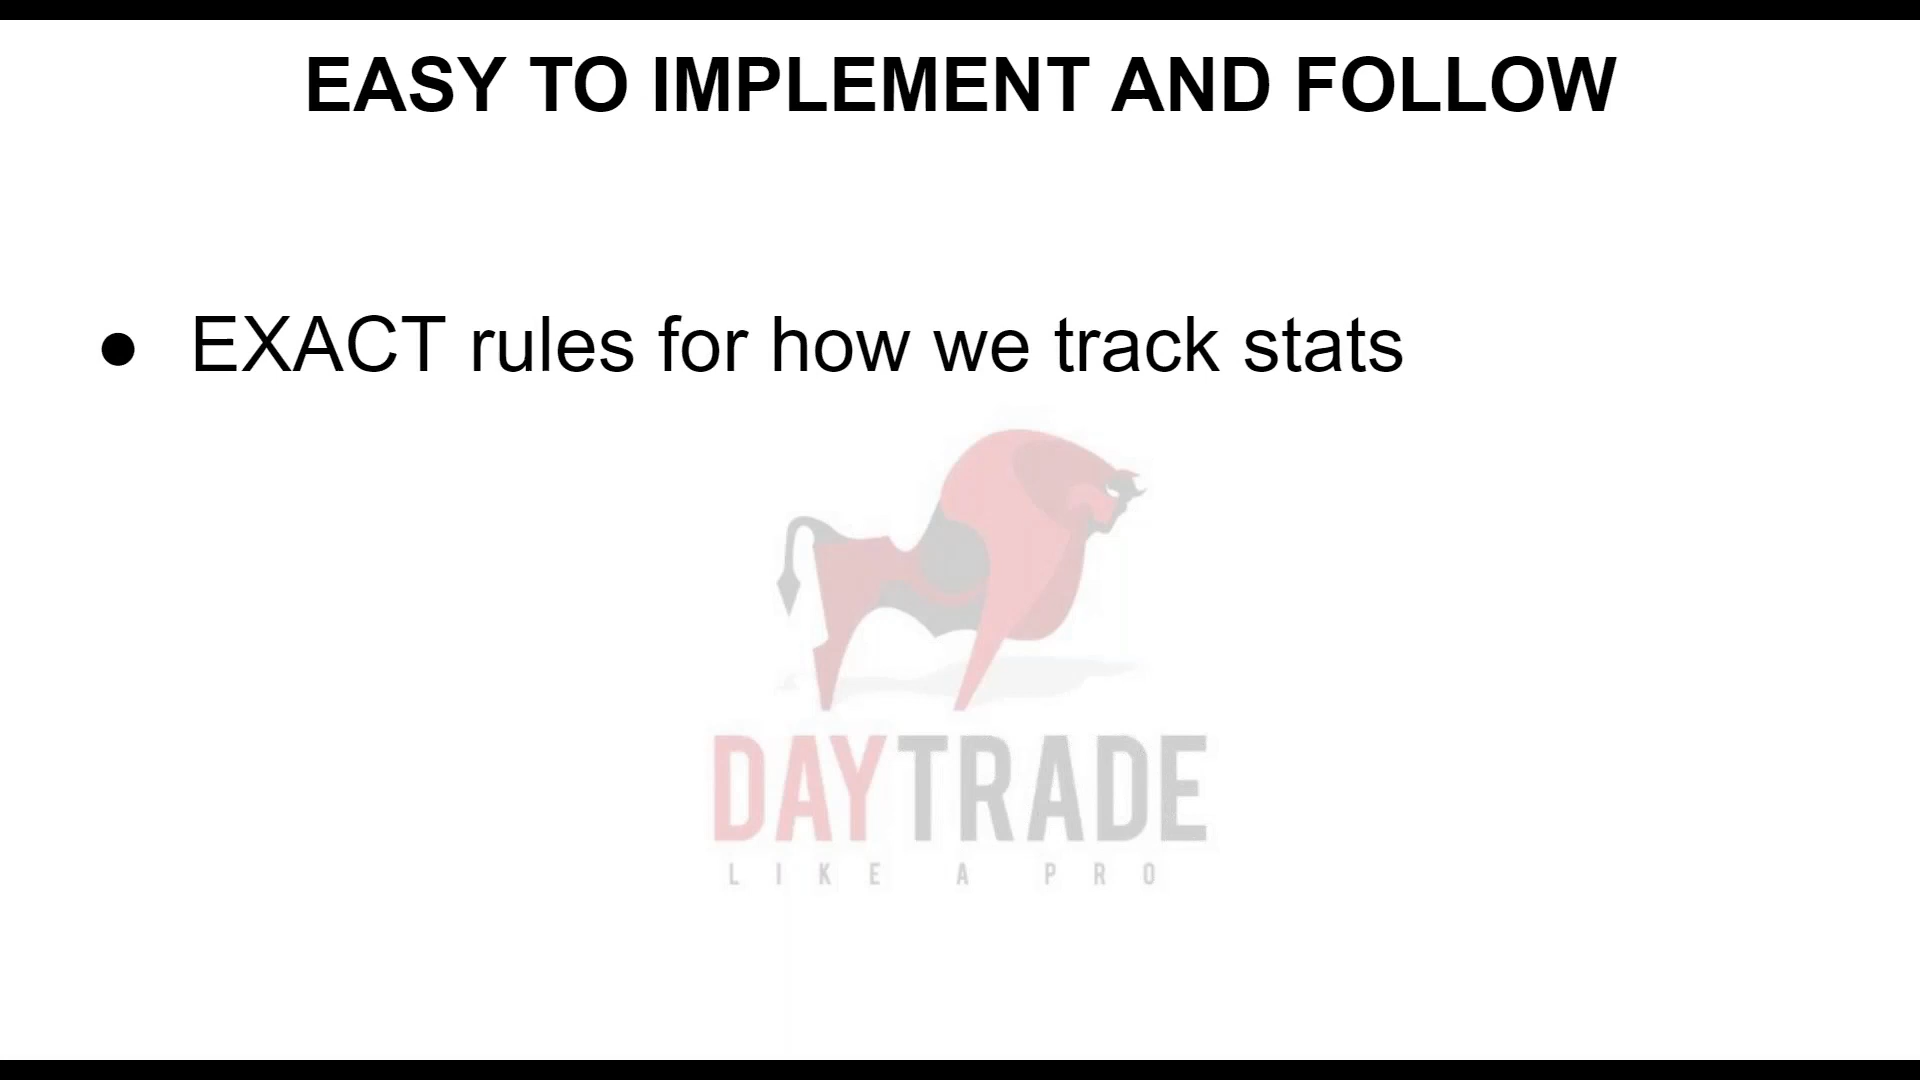 EASY TO IMPLEMENT AND FOLLOW
● EXACT rules for how we track stats
DAYTRADE
LIKE A PRO